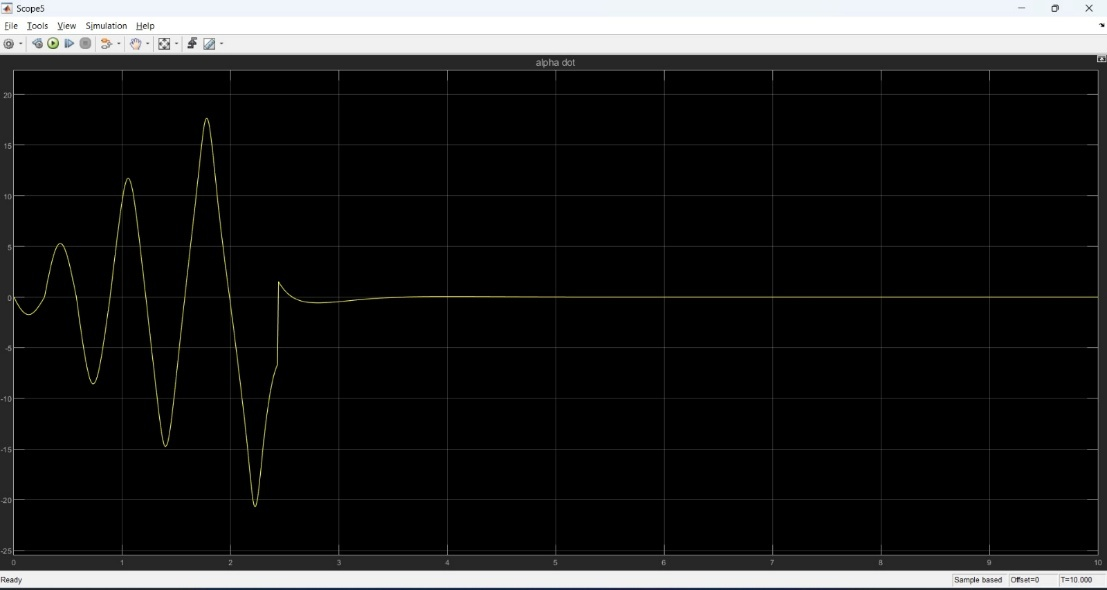 Scope5
File Tools View Simulation Help
alpha dot
20
15
10
5
0
-5
-10
-15
-20
-25
0 1 2 3 4 5 6 7 8 9 10
Ready Sample based Offset=0 T=10.000